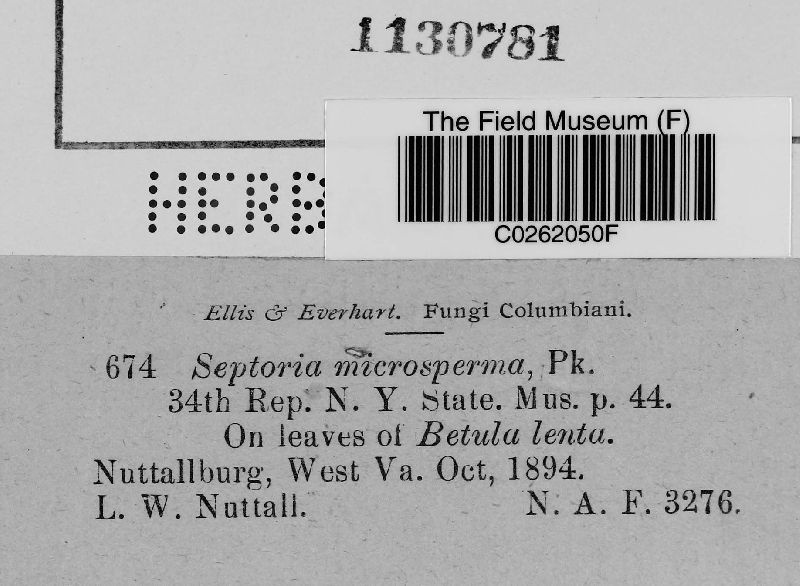 1130781
The Field Museum (F)
C0262050F
HERB
Ellis & Everhart. Fungi Columbiani.
674 Septoria microsperma, Pk.
34th Rep. N. Y. State. Mus. p. 44.
On leaves of Betula lenta.
Nuttallburg, West Va. Oct, 1894.
L. W. Nuttall. N. A. F. 3276.